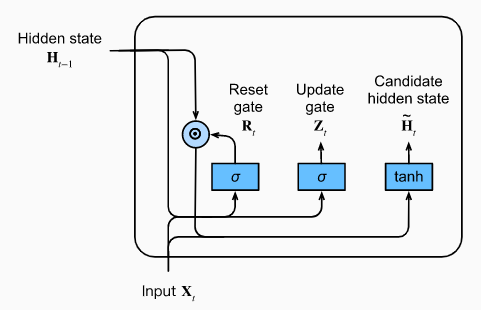 Hidden state
H_{t−1}
Reset
gate
R_t
Update
gate
Z_t
Candidate
hidden state
H̃_t
σ
σ
tanh
Input X_t